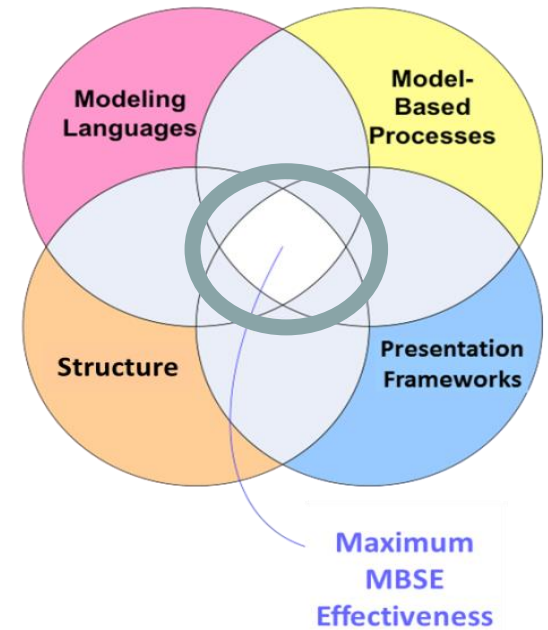 Modeling
Languages
Model-
Based
Processes
Structure
Presentation
Frameworks
Maximum
MBSE
Effectiveness